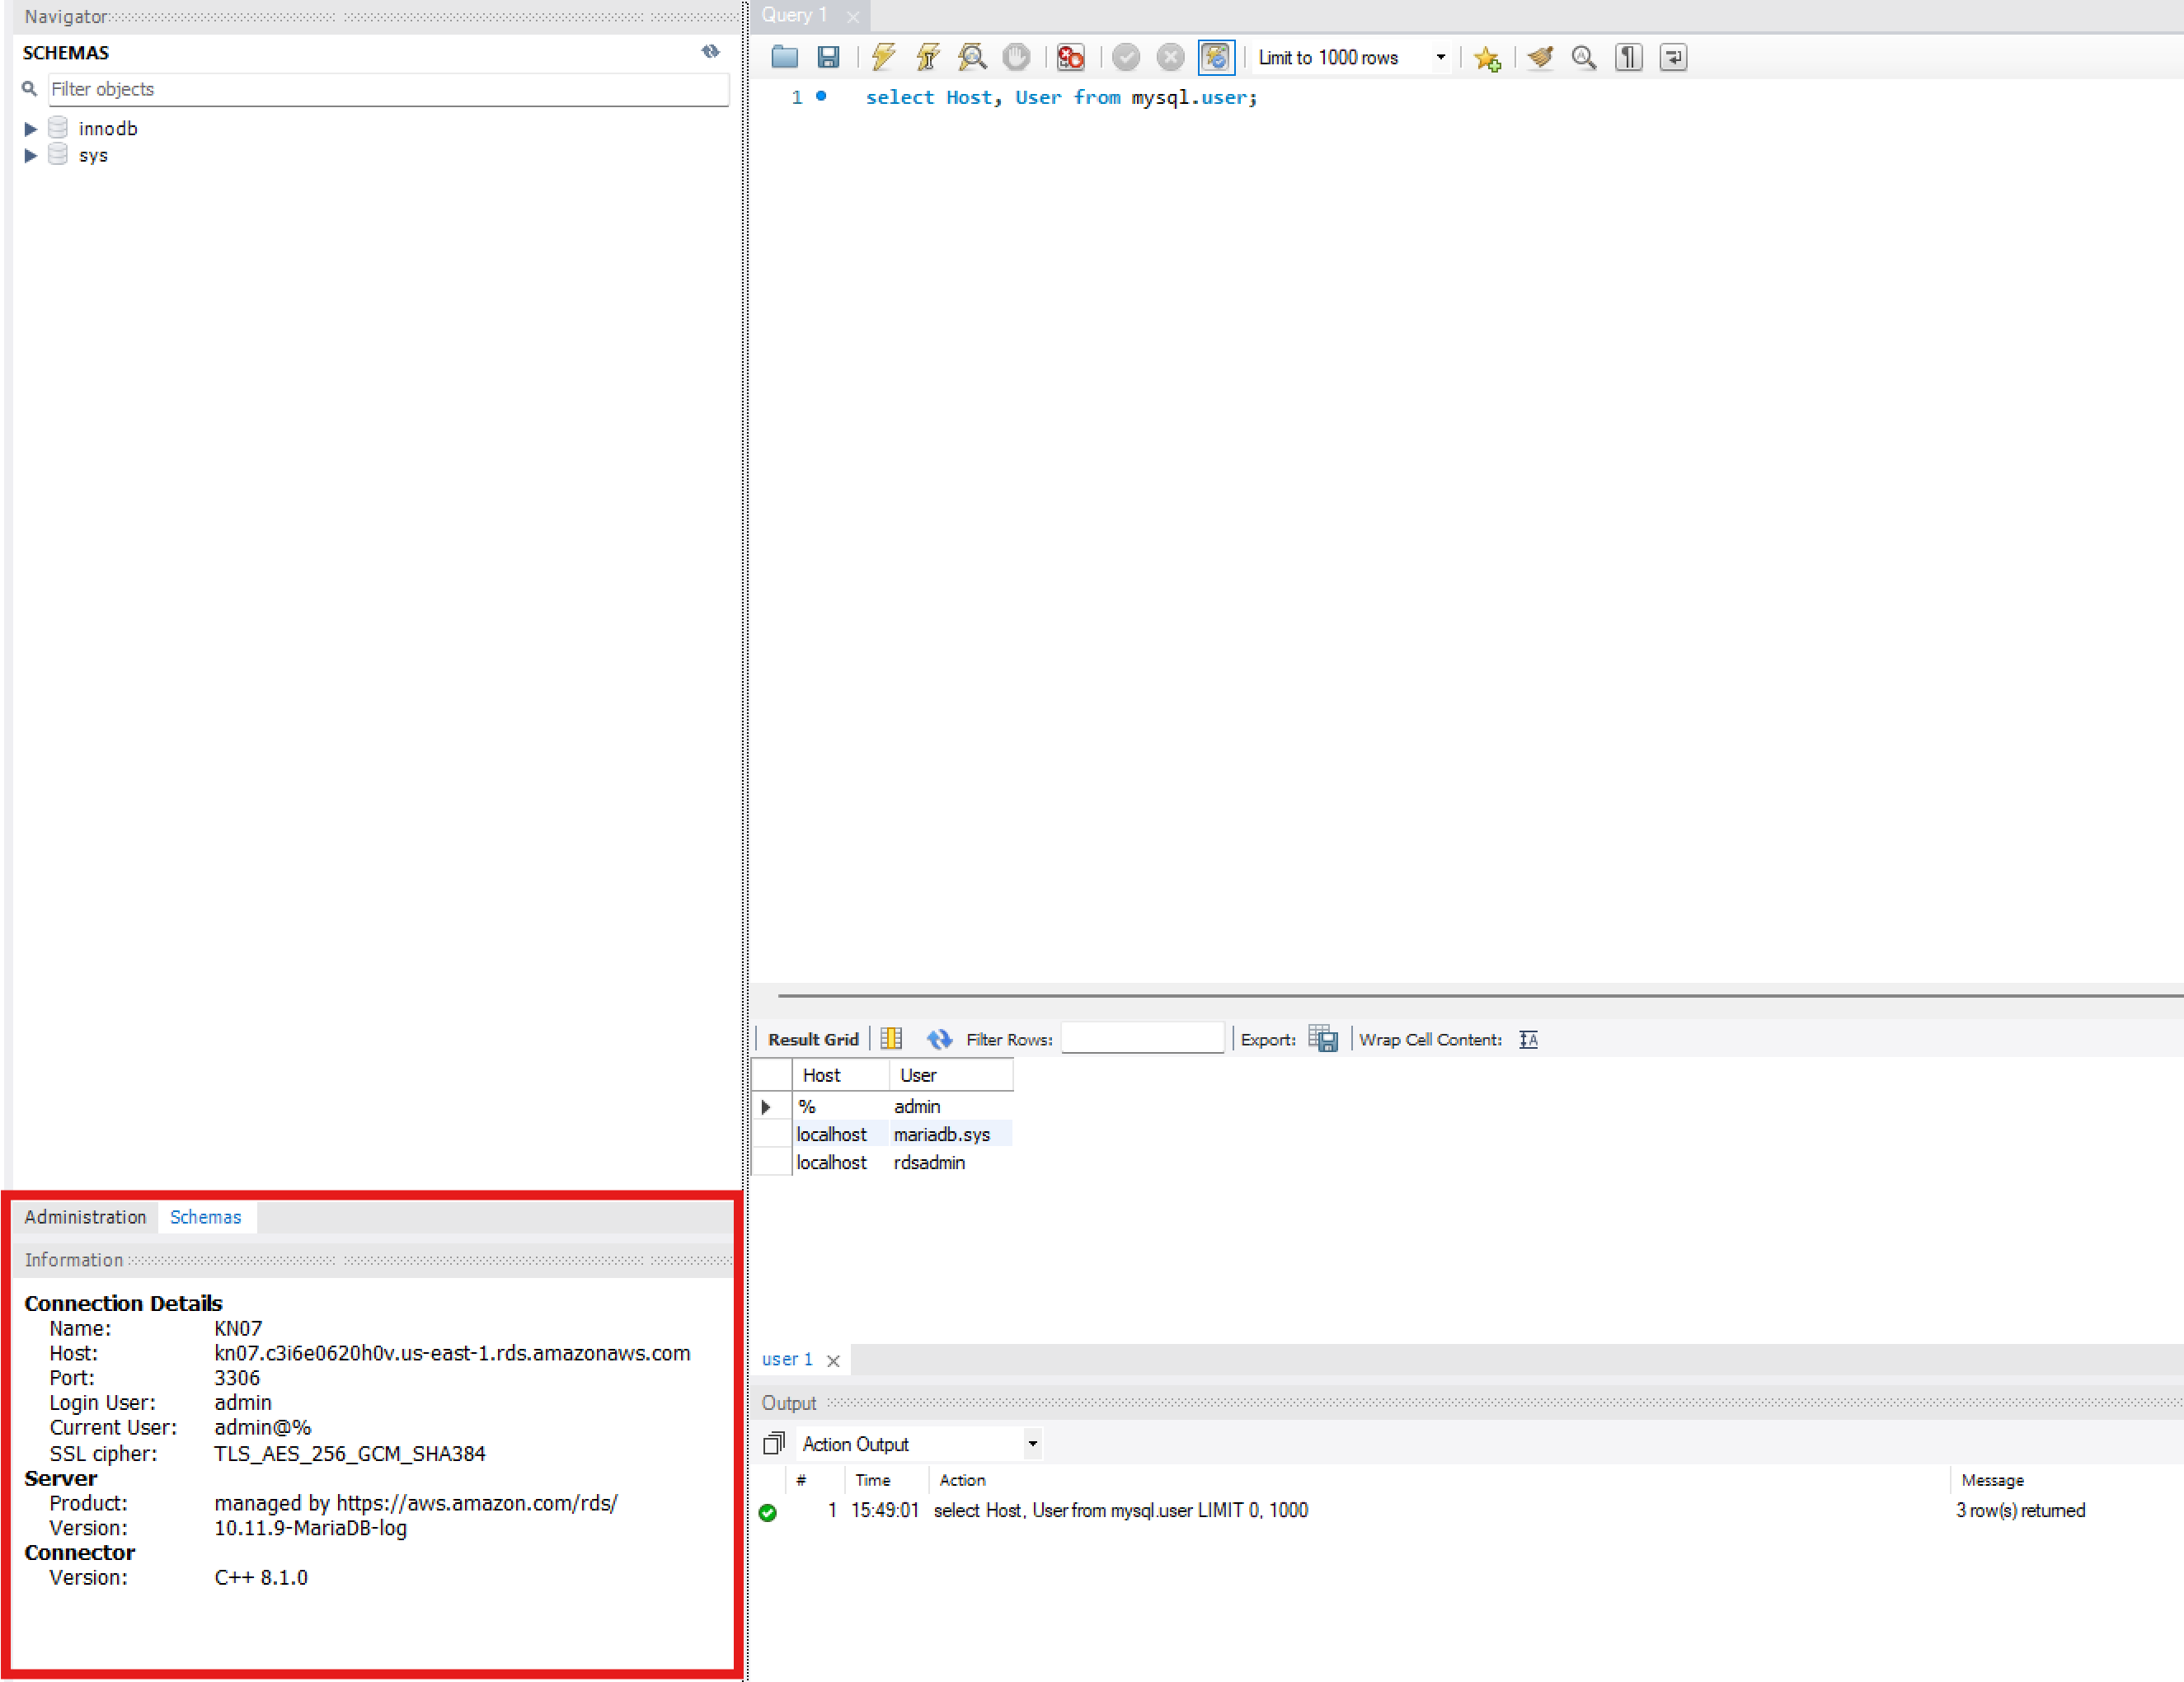 Navigator
SCHEMAS
Filter objects
innodb
sys
Administration Schemas
Information
Connection Details
Name: KN07
Host: kn07.c3i6e0620h0v.us-east-1.rds.amazonaws.com
Port: 3306
Login User: admin
Current User: admin@%
SSL cipher: TLS_AES_256_GCM_SHA384
Server
Product: managed by https://aws.amazon.com/rds/
Version: 10.11.9-MariaDB-log
Connector
Version: C++ 8.1.0
Query 1
Limit to 1000 rows
1 select Host, User from mysql.user;
Result Grid Filter Rows: Export: Wrap Cell Content:
Host User
% admin
localhost mariadb.sys
localhost rdsadmin
user 1
Output
Action Output
# Time Action Message
1 15:49:01 select Host, User from mysql.user LIMIT 0, 1000 3 row(s) returned